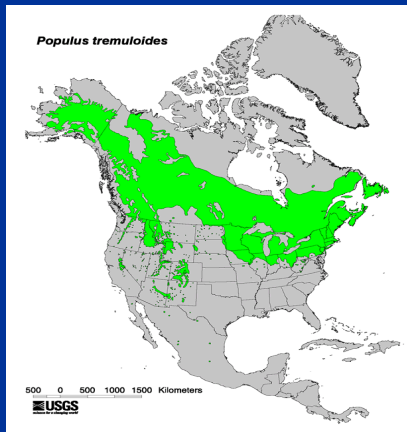 Populus tremuloides
500 0 500 1000 1500 Kilometers
USGS
science for a changing world